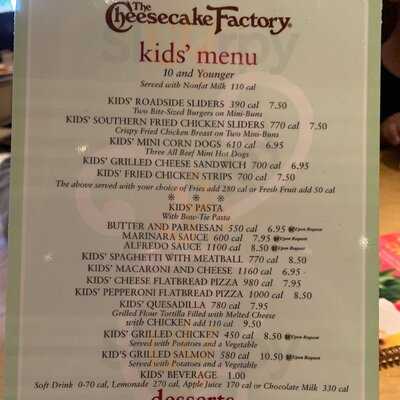 The
Cheesecake Factory®
kids' menu
10 and Younger
Served with Nonfat Milk 110 cal
KIDS' ROADSIDE SLIDERS 390 cal 7.50
Two Bite-Sized Burgers on Mini-Buns
KIDS' SOUTHERN FRIED CHICKEN SLIDERS 770 cal 7.50
Crispy Fried Chicken Breast on Two Mini-Buns
KIDS' MINI CORN DOGS 610 cal 6.95
Three All Beef Mini Hot Dogs
KIDS' GRILLED CHEESE SANDWICH 700 cal 6.95
KIDS' FRIED CHICKEN STRIPS 700 cal 7.50
The above served with your choice of Fries add 280 cal or Fresh Fruit add 50 cal
KIDS' PASTA
With Bow-Tie Pasta
BUTTER AND PARMESAN 550 cal 6.95 Upon Request
MARINARA SAUCE 600 cal 7.95 Upon Request
ALFREDO SAUCE 1100 cal 8.50 Upon Request
KIDS' SPAGHETTI WITH MEATBALL 770 cal 8.50
KIDS' MACARONI AND CHEESE 1160 cal 6.95
KIDS' CHEESE FLATBREAD PIZZA 980 cal 7.95
KIDS' PEPPERONI FLATBREAD PIZZA 1000 cal 8.50
KIDS' QUESADILLA 780 cal 7.95
Grilled Flour Tortilla Filled with Melted Cheese
with CHICKEN add 110 cal 9.50
KIDS' GRILLED CHICKEN 450 cal 8.50 Upon Request
Served with Potatoes and a Vegetable
KID'S GRILLED SALMON 580 cal 10.50 Upon Request
Served with Potatoes and a Vegetable
KIDS' BEVERAGE 1.00
Soft Drink 0-70 cal, Lemonade 270 cal, Apple Juice 170 cal or Chocolate Milk 330 cal
desserts